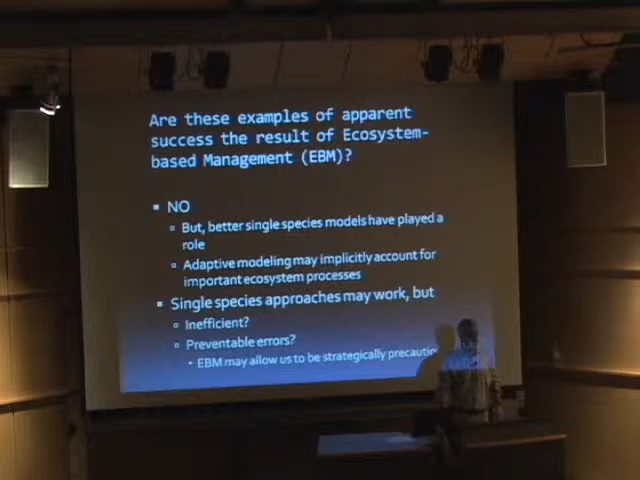 Are these examples of apparent
success the result of Ecosystem-
based Management (EBM)?
NO
But, better single species models have played a
role
Adaptive modeling may implicitly account for
important ecosystem processes
Single species approaches may work, but
Inefficient?
Preventable errors?
EBM may allow us to be strategically